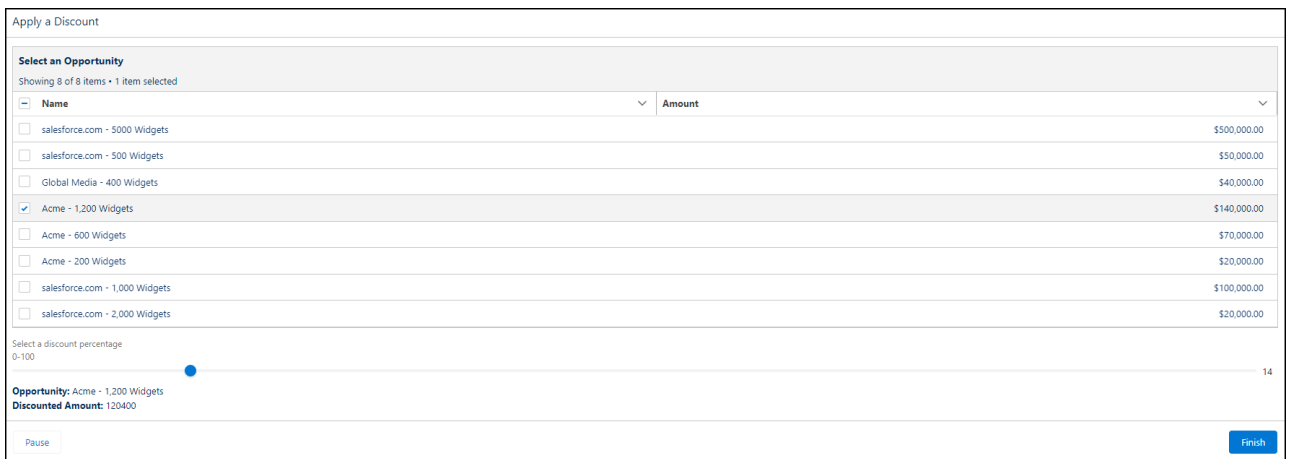 Apply a Discount
Select an Opportunity
Showing 8 of 8 items • 1 item selected
Name Amount
salesforce.com - 5000 Widgets $500,000.00
salesforce.com - 500 Widgets $50,000.00
Global Media - 400 Widgets $40,000.00
Acme - 1,200 Widgets $140,000.00
Acme - 600 Widgets $70,000.00
Acme - 200 Widgets $20,000.00
salesforce.com - 1,000 Widgets $100,000.00
salesforce.com - 2,000 Widgets $20,000.00
Select a discount percentage
0-100
14
Opportunity: Acme - 1,200 Widgets
Discounted Amount: 120400
Pause Finish